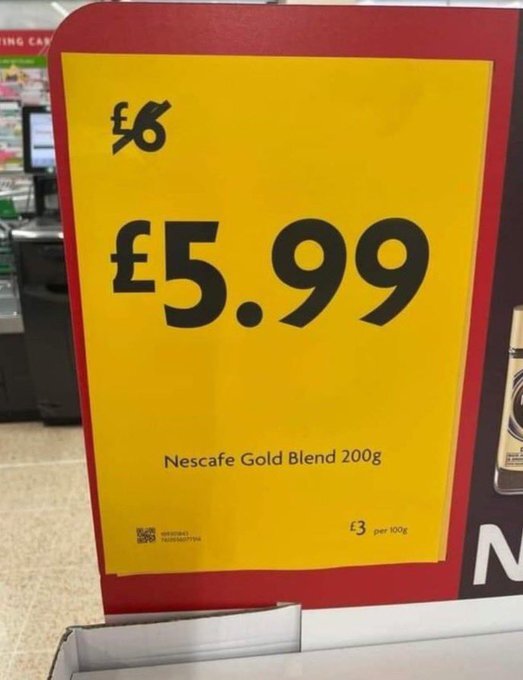 £6
£5.99
Nescafe Gold Blend 200g
£3 per 100g